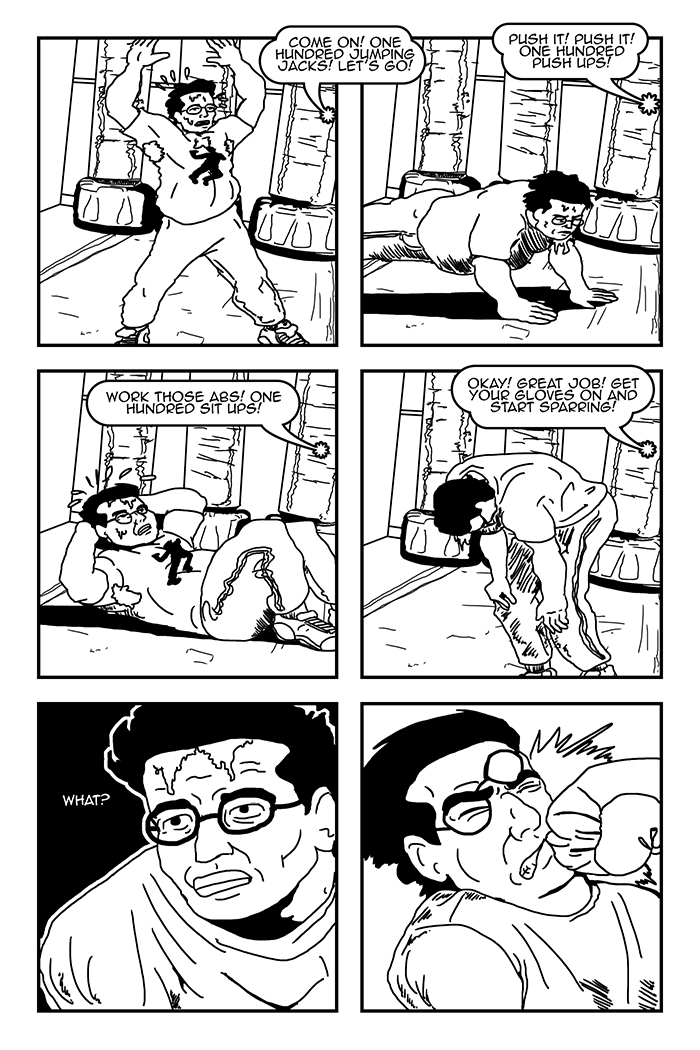 COME ON! ONE
HUNDRED JUMPING
JACKS! LET'S GO!
PUSH IT! PUSH IT!
ONE HUNDRED
PUSH UPS!
WORK THOSE ABS! ONE
HUNDRED SIT UPS!
OKAY! GREAT JOB! GET
YOUR GLOVES ON AND
START SPARRING!
WHAT?